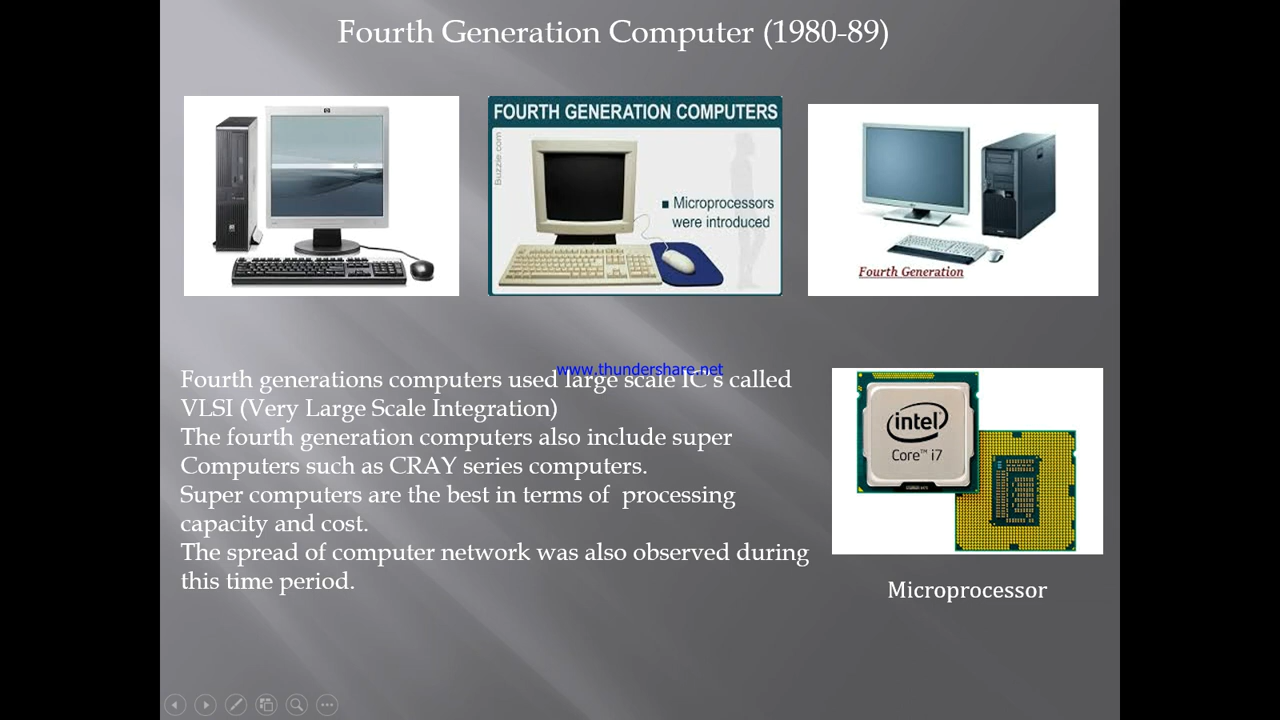 Fourth Generation Computer (1980-89)
FOURTH GENERATION COMPUTERS
Buzzle.com
■ Microprocessors
were introduced
Fourth Generation
www.thundershare.net
Fourth generations computers used large scale IC's called
VLSI (Very Large Scale Integration)
The fourth generation computers also include super
Computers such as CRAY series computers.
Super computers are the best in terms of processing
capacity and cost.
The spread of computer network was also observed during
this time period.
intel
Core™ i7
Microprocessor